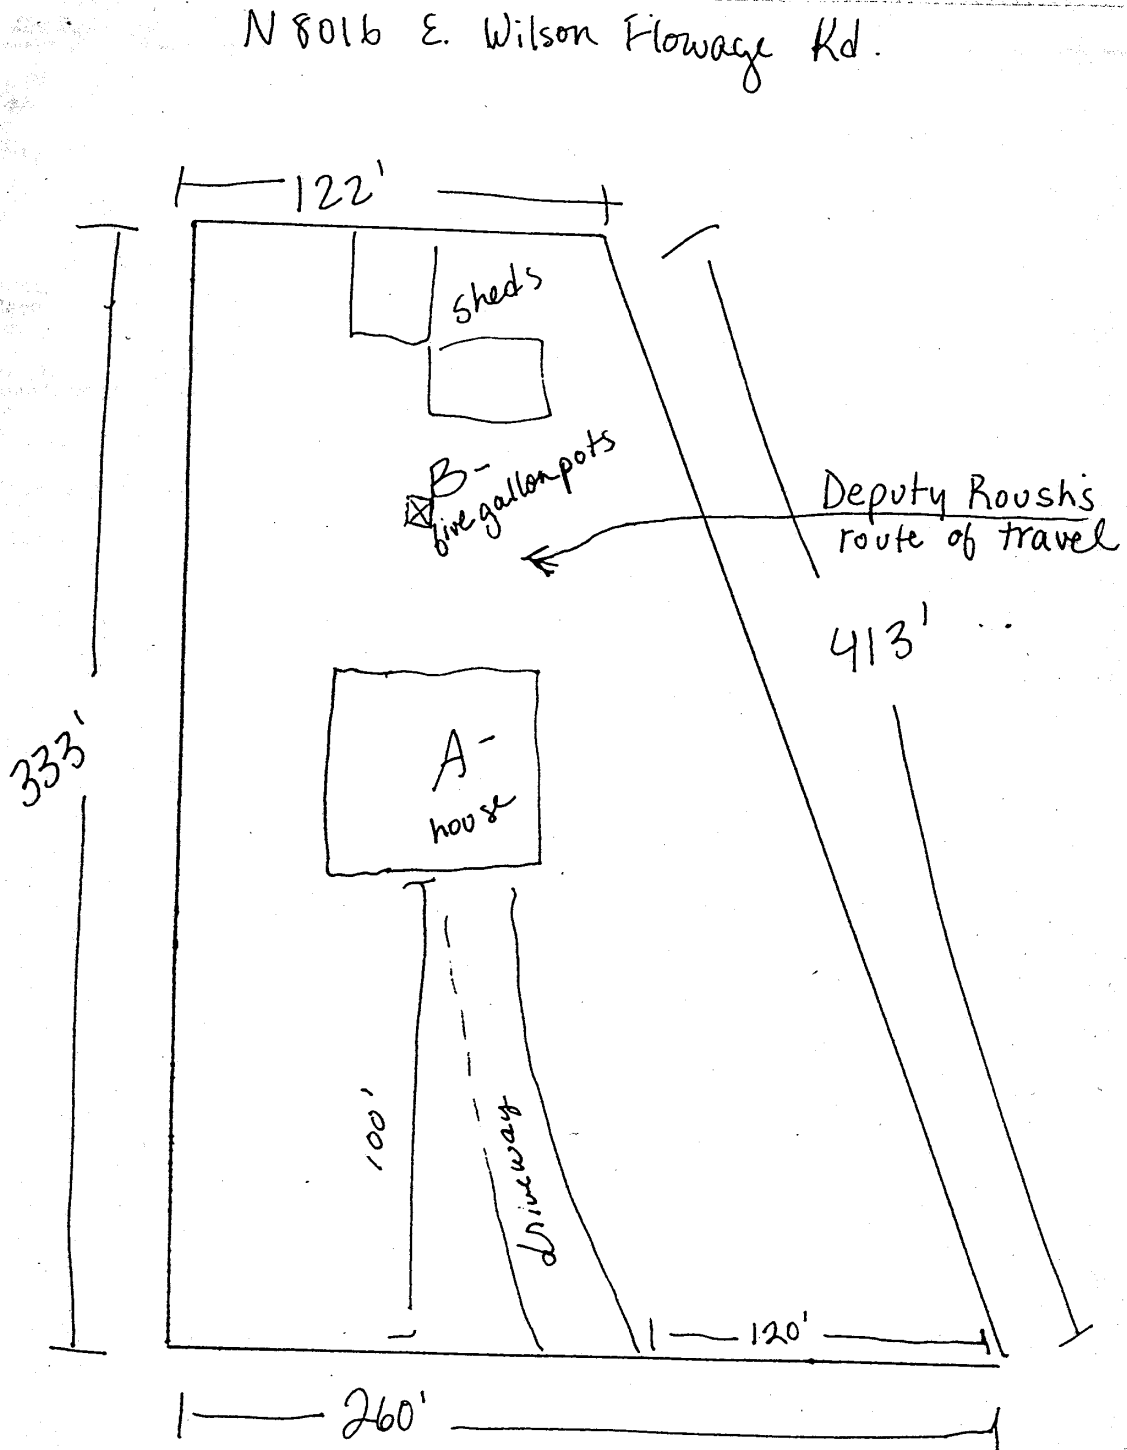 N 8016 E. Wilson Flowage Rd.
122'
sheds
B-
five gallon pots
Deputy Roush's
route of travel
413'
333'
A-
house
100'
driveway
120'
260'